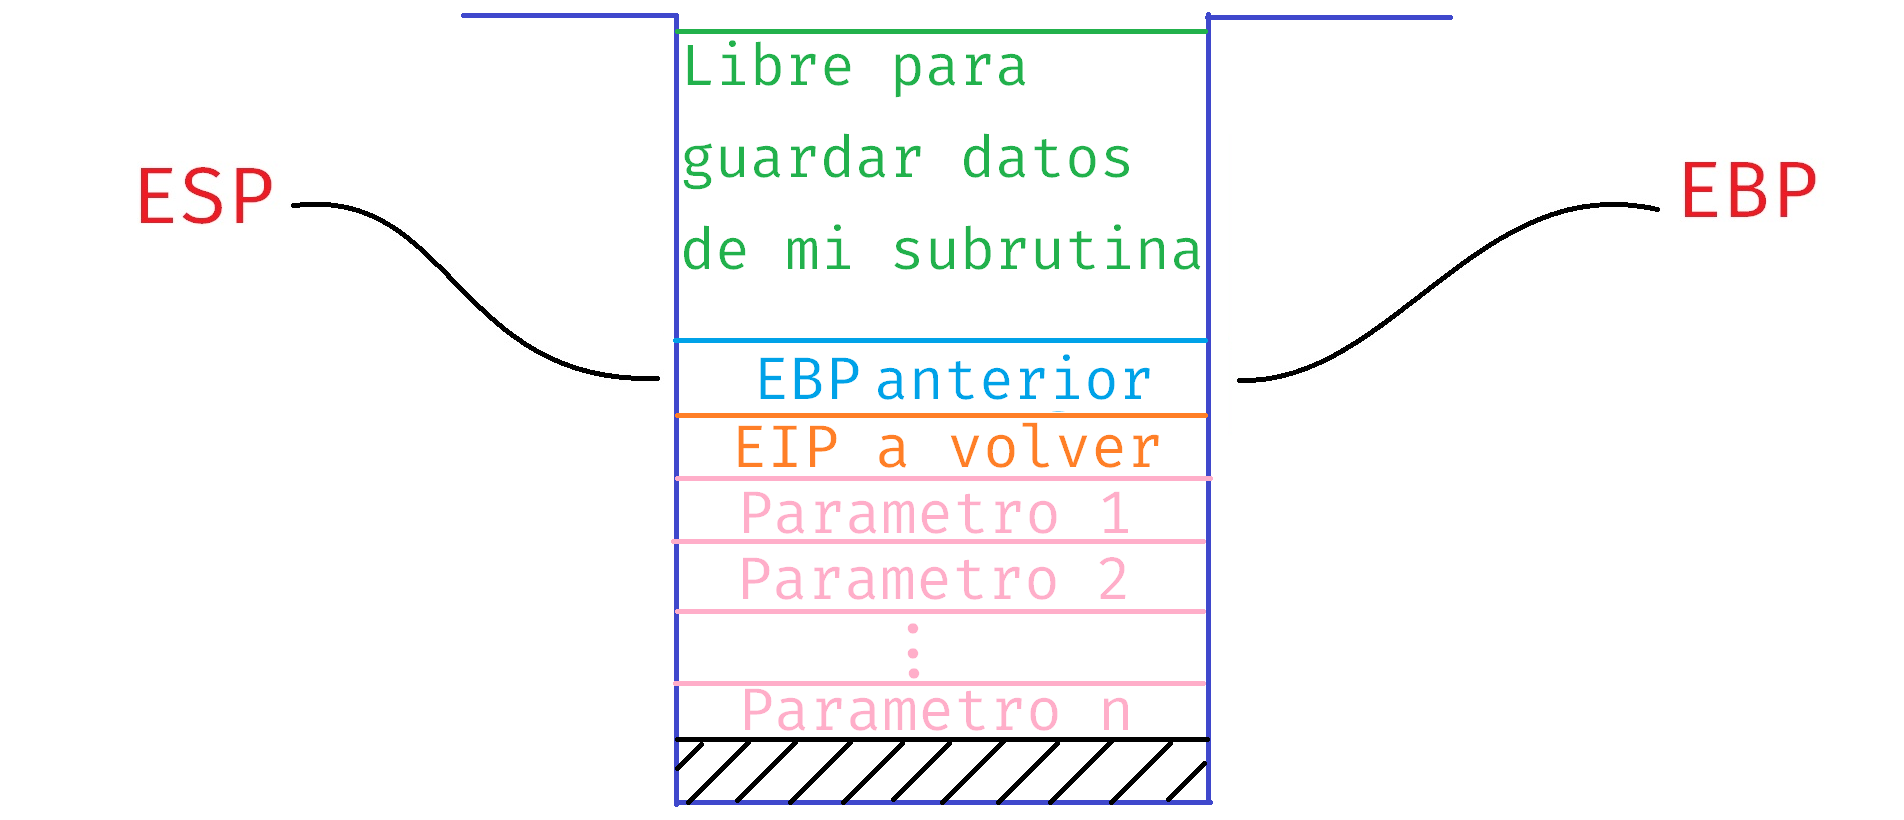 Libre para
guardar datos
de mi subrutina
ESP
EBP
EBP anterior
EIP a volver
Parametro 1
Parametro 2
Parametro n